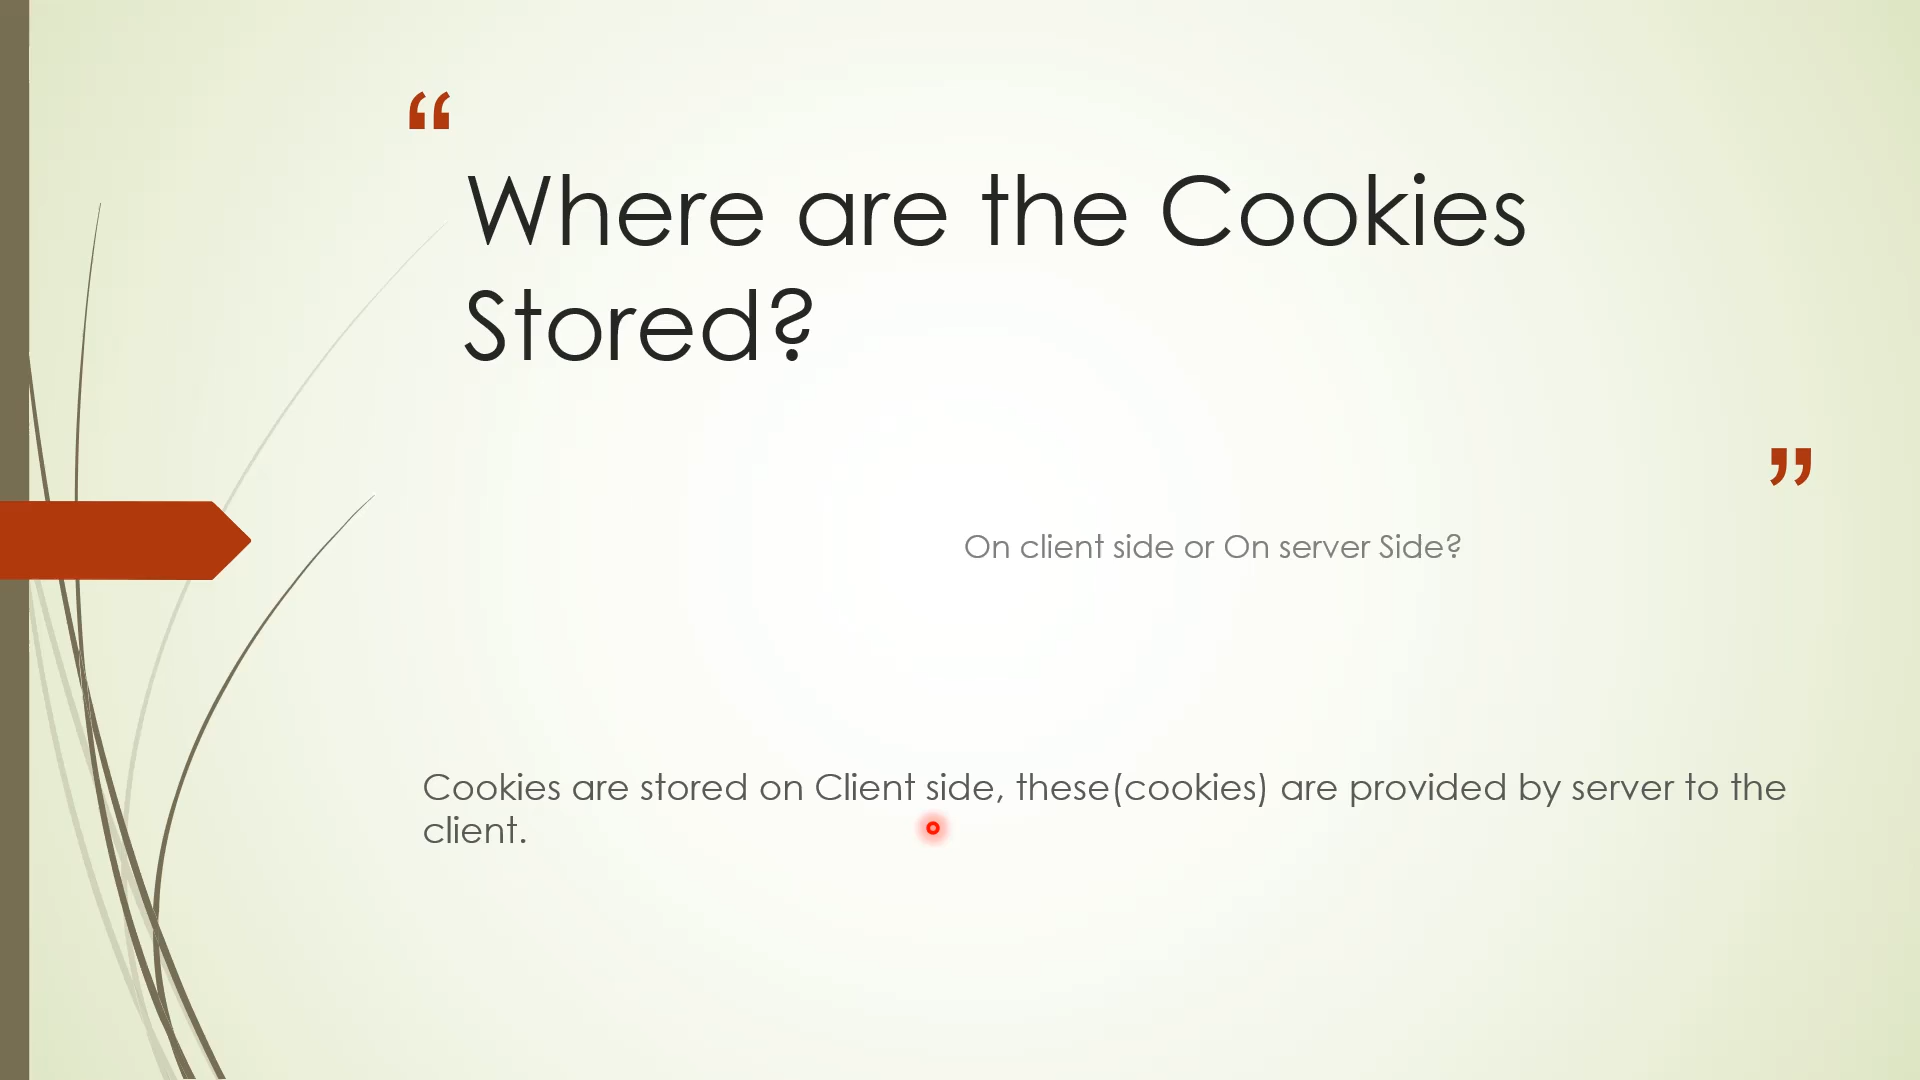 “
Where are the Cookies
Stored?
”
On client side or On server Side?
Cookies are stored on Client side, these(cookies) are provided by server to the
client.